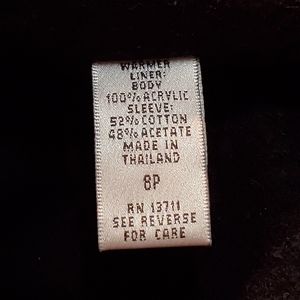 WARMER
LINER:
BODY
100% ACRYLIC
SLEEVE:
52% COTTON
48% ACETATE
MADE IN
THAILAND
8P
RN 13711
SEE REVERSE
FOR CARE